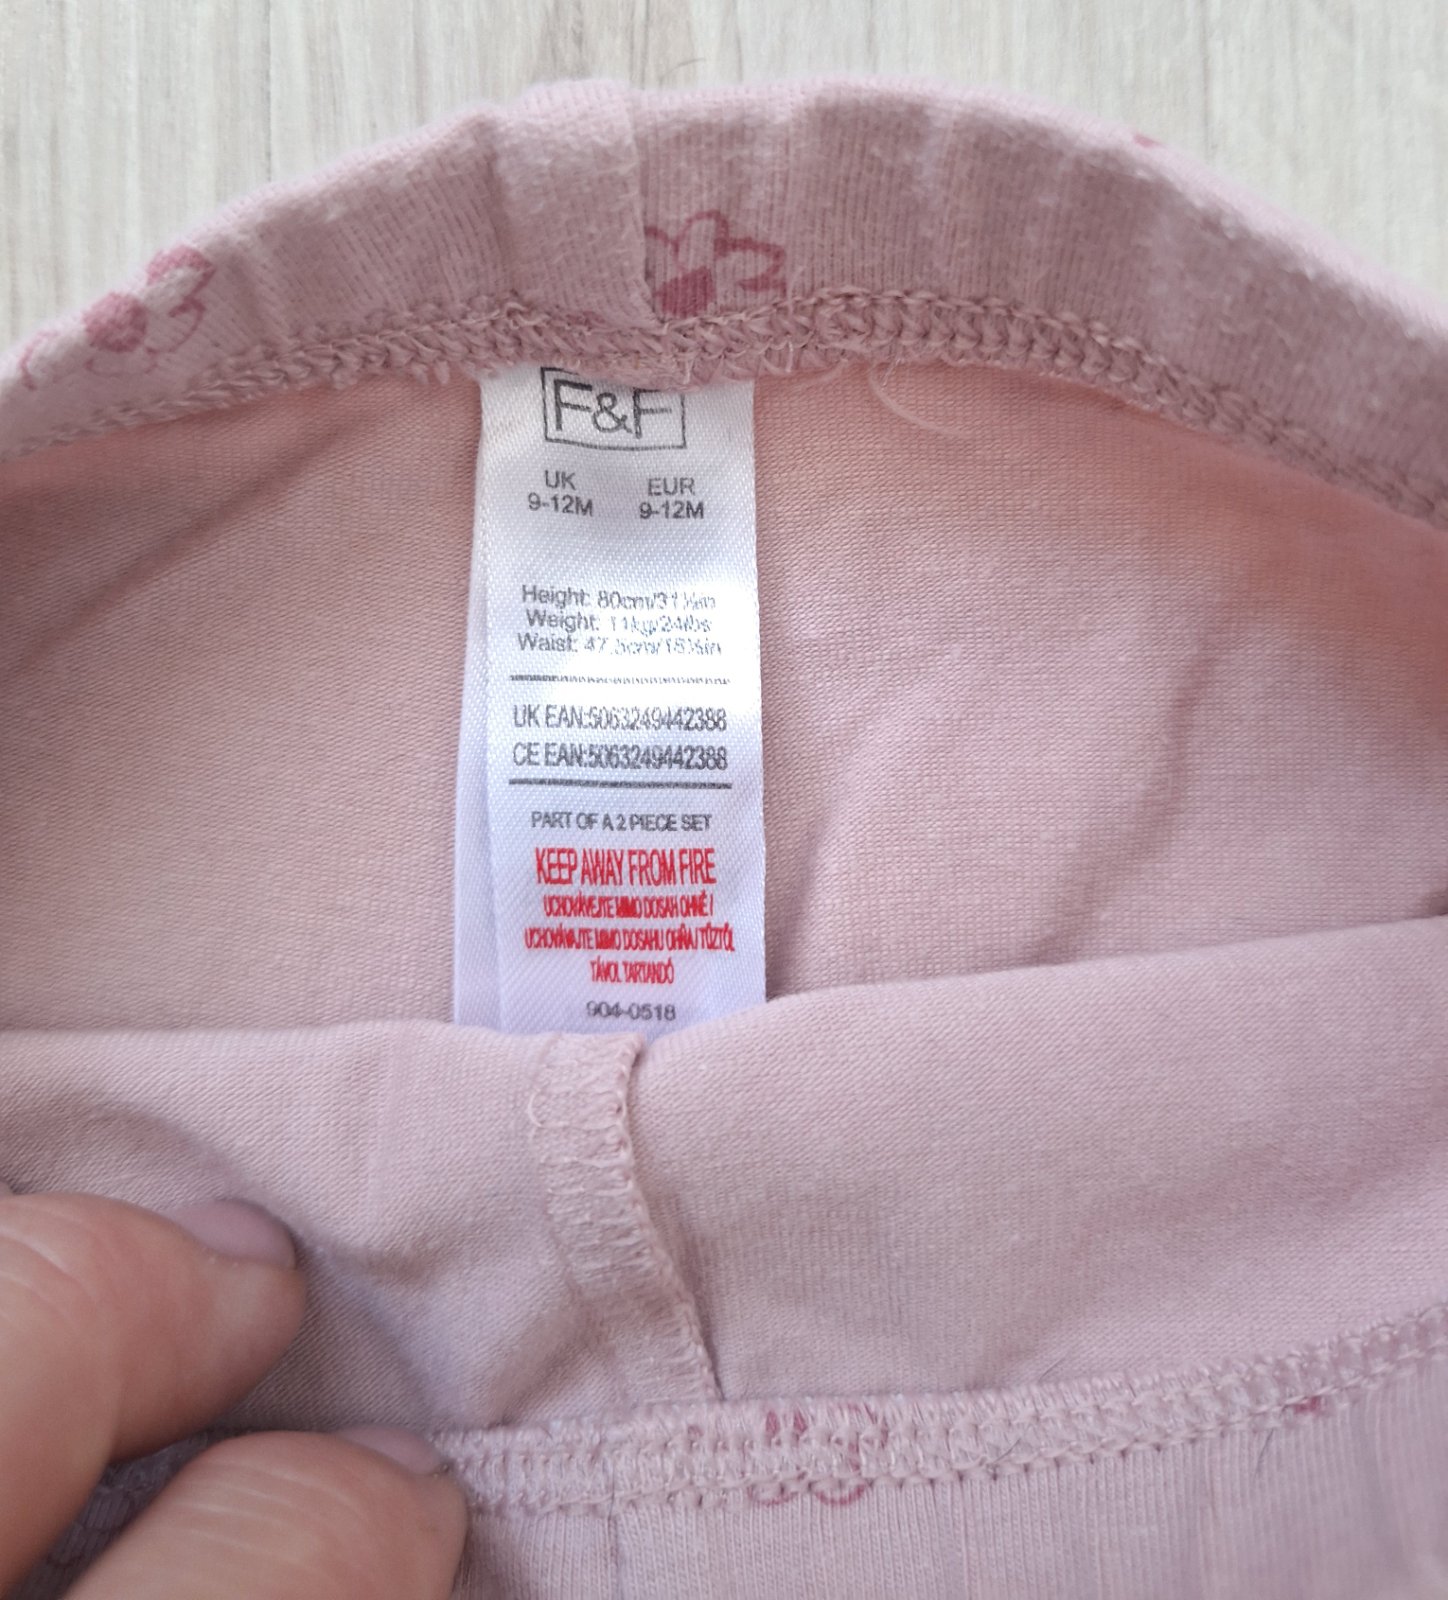 F&F
UK EUR
9-12M 9-12M
Height: 80cm/31½in
Weight: 11kg/24lbs
Waist: 47.5cm/18½in
UK EAN:5063249442388
CE EAN:5063249442388
PART OF A 2 PIECE SET
KEEP AWAY FROM FIRE
UCHOVÁVEJTE MIMO DOSAH OHNĚ /
UCHOVÁVAJTE MIMO DOSAHU OHŇA / TŰZTŐL
TÁVOL TARTANDÓ
904-0518